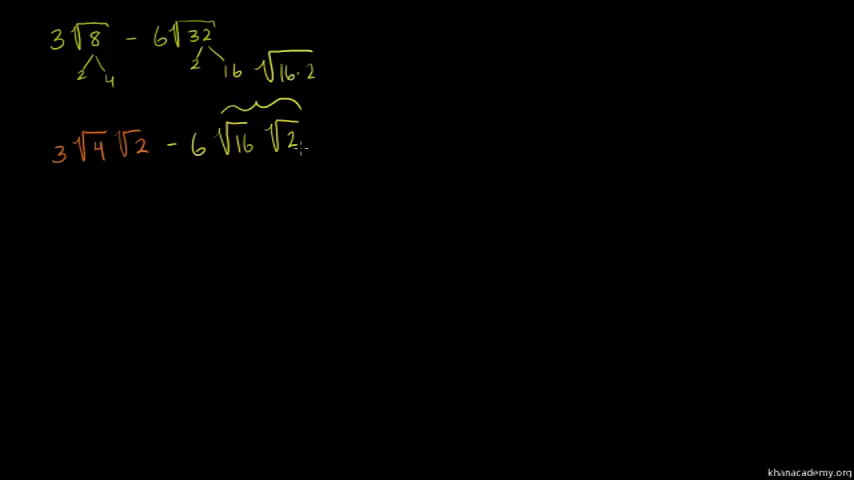 3√8 - 6√32
2 4 2 16 √16·2
3√4 √2 - 6 √16 √2
khanacademy.org